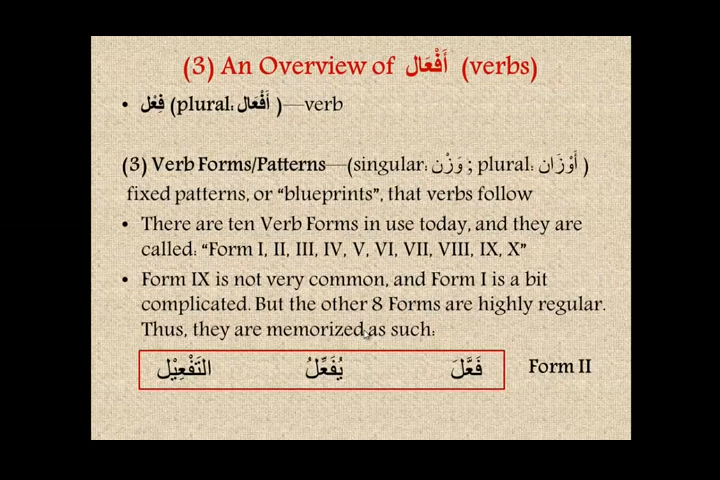 (3) An Overview of أَفْعَال (verbs)
• فِعْل (plural: أَفْعَال )—verb
(3) Verb Forms/Patterns—(singular: وَزْن ; plural: أَوْزَان )
fixed patterns, or “blueprints”, that verbs follow
• There are ten Verb Forms in use today, and they are
called: “Form I, II, III, IV, V, VI, VII, VIII, IX, X”
• Form IX is not very common, and Form I is a bit
complicated. But the other 8 Forms are highly regular.
Thus, they are memorized as such:
فَعَّلَ يُفَعِّلُ التَفْعِيْل Form II